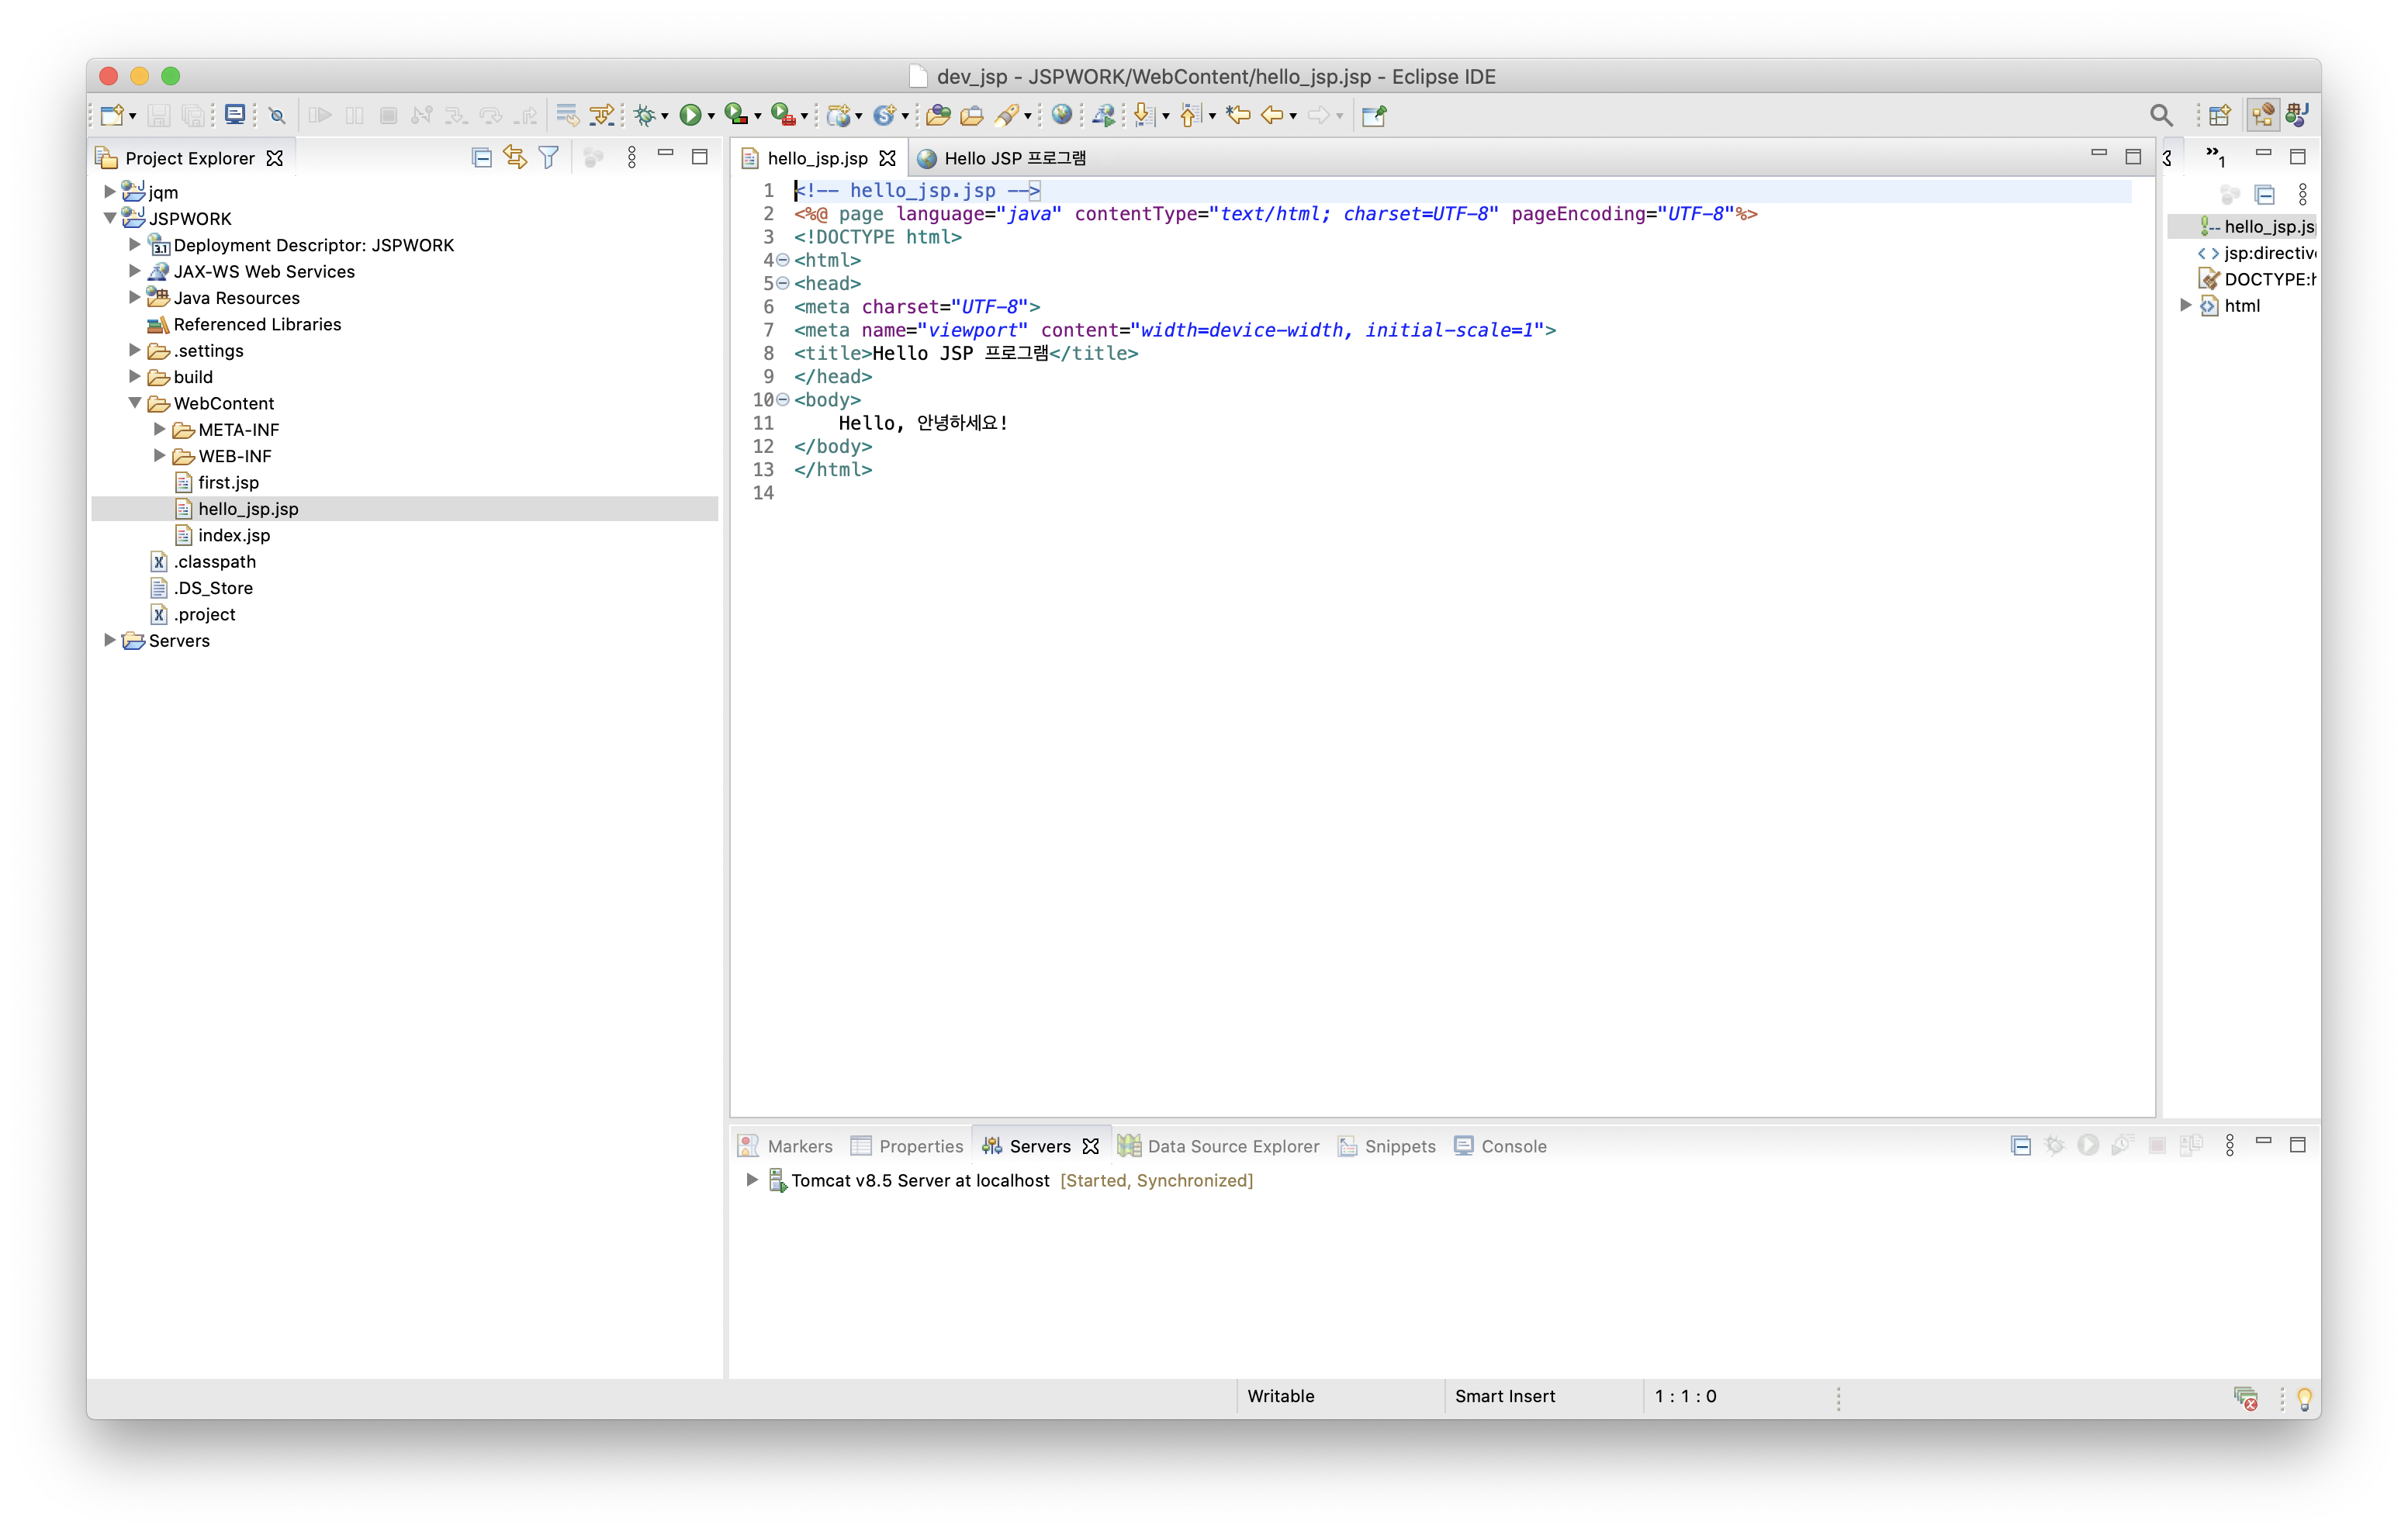 dev_jsp - JSPWORK/WebContent/hello_jsp.jsp - Eclipse IDE
Project Explorer
jqm
JSPWORK
3.1 Deployment Descriptor: JSPWORK
JAX-WS Web Services
Java Resources
Referenced Libraries
.settings
build
WebContent
META-INF
WEB-INF
first.jsp
hello_jsp.jsp
index.jsp
.classpath
.DS_Store
.project
Servers
hello_jsp.jsp
Hello JSP 프로그램
1 <!-- hello_jsp.jsp -->
2 <%@ page language="java" contentType="text/html; charset=UTF-8" pageEncoding="UTF-8"%>
3 <!DOCTYPE html>
4 <html>
5 <head>
6 <meta charset="UTF-8">
7 <meta name="viewport" content="width=device-width, initial-scale=1">
8 <title>Hello JSP 프로그램</title>
9 </head>
10 <body>
11 Hello, 안녕하세요!
12 </body>
13 </html>
14
»1
hello_jsp.js
jsp:directiv
DOCTYPE:h
html
Markers
Properties
Servers
Data Source Explorer
Snippets
Console
Tomcat v8.5 Server at localhost [Started, Synchronized]
Writable
Smart Insert
1 : 1 : 0